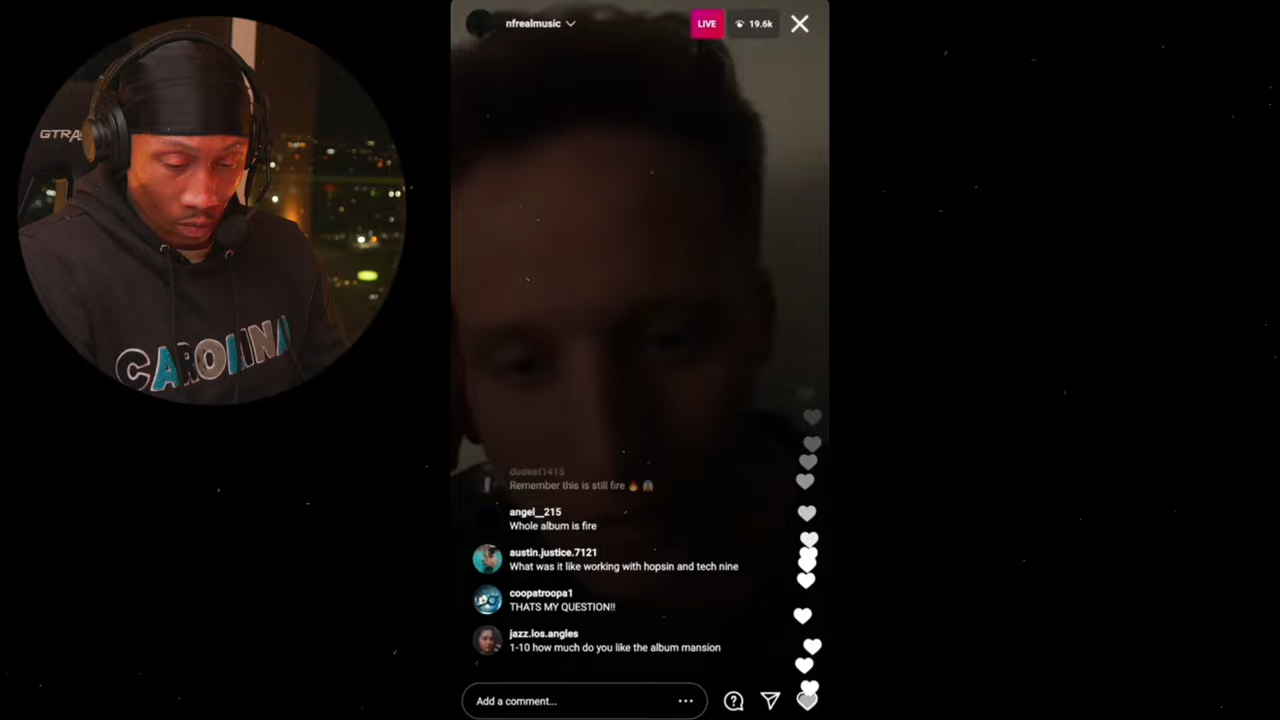 nfrealmusic
LIVE
19.6k
GTRA
CAROLINA
dudest1415
Remember this is still fire 🔥 😱
angel__215
Whole album is fire
austin.justice.7121
What was it like working with hopsin and tech nine
coopatroopa1
THATS MY QUESTION!!
jazz.los.angles
1-10 how much do you like the album mansion
Add a comment...